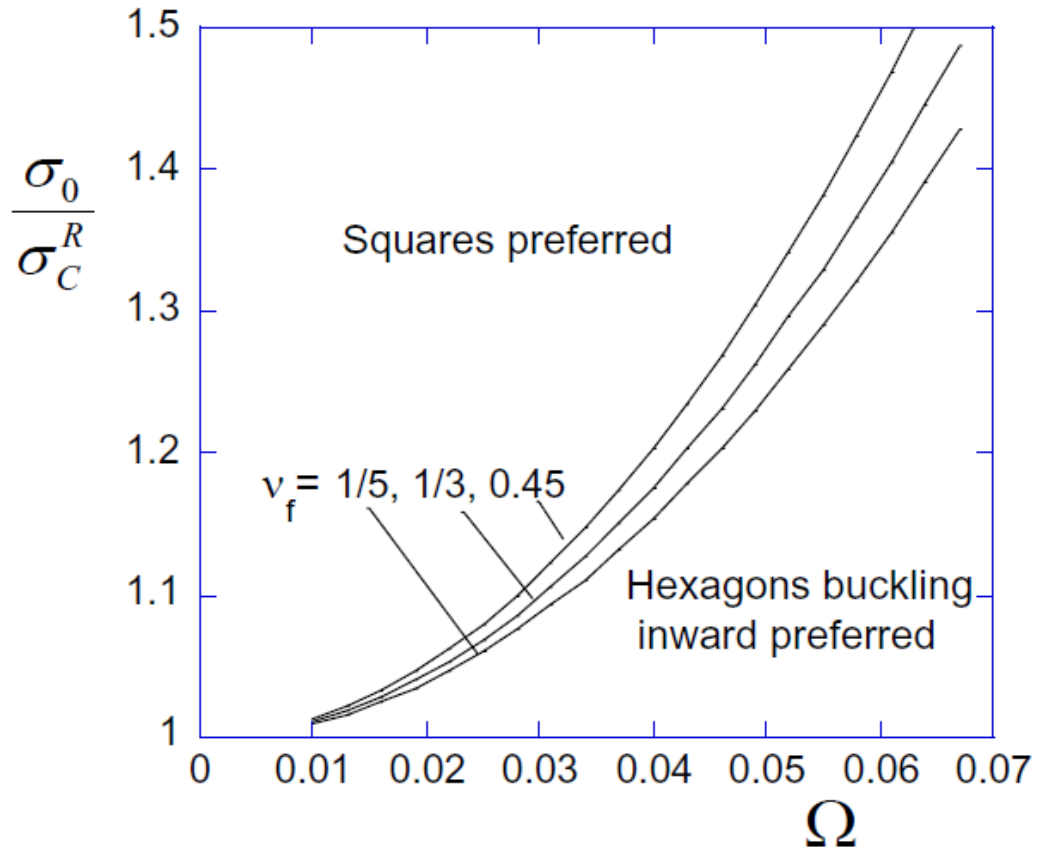 1.5
1.4
σ₀
σ_C^R
Squares preferred
1.3
1.2
ν_f = 1/5, 1/3, 0.45
1.1
Hexagons buckling
inward preferred
1
0 0.01 0.02 0.03 0.04 0.05 0.06 0.07
Ω